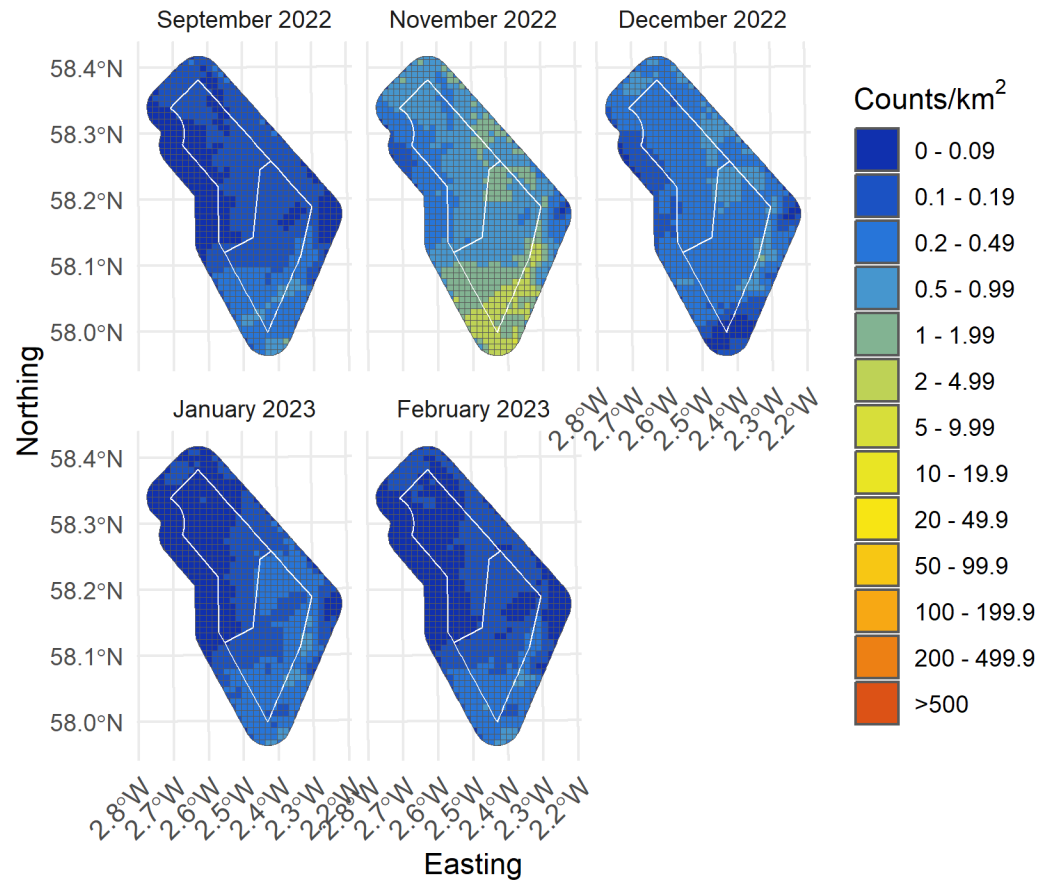 September 2022
November 2022
December 2022
58.4°N
58.3°N
58.2°N
58.1°N
58.0°N
2.8°W
2.7°W
2.6°W
2.5°W
2.4°W
2.3°W
2.2°W
January 2023
February 2023
58.4°N
58.3°N
58.2°N
58.1°N
58.0°N
2.8°W
2.7°W
2.6°W
2.5°W
2.4°W
2.3°W
2.2°W
2.8°W
2.7°W
2.6°W
2.5°W
2.4°W
2.3°W
2.2°W
Northing
Easting
Counts/km²
0 - 0.09
0.1 - 0.19
0.2 - 0.49
0.5 - 0.99
1 - 1.99
2 - 4.99
5 - 9.99
10 - 19.9
20 - 49.9
50 - 99.9
100 - 199.9
200 - 499.9
>500